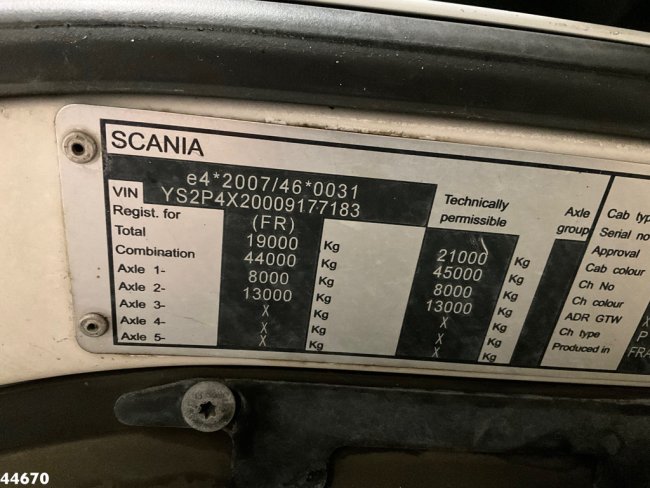 SCANIA
e4*2007/46*0031
VIN YS2P4X20009177183
Regist. for (FR) Technically permissible Axle group
Total 19000 Kg 21000 Kg
Combination 44000 Kg 45000 Kg
Axle 1- 8000 Kg 8000 Kg
Axle 2- 13000 Kg 13000 Kg
Axle 3- X Kg X Kg
Axle 4- X Kg X Kg
Axle 5- X Kg X Kg
Cab type
Serial no
Approval
Cab colour
Ch No
Ch colour
ADR GTW X
Ch type P
Produced in FRA
44670